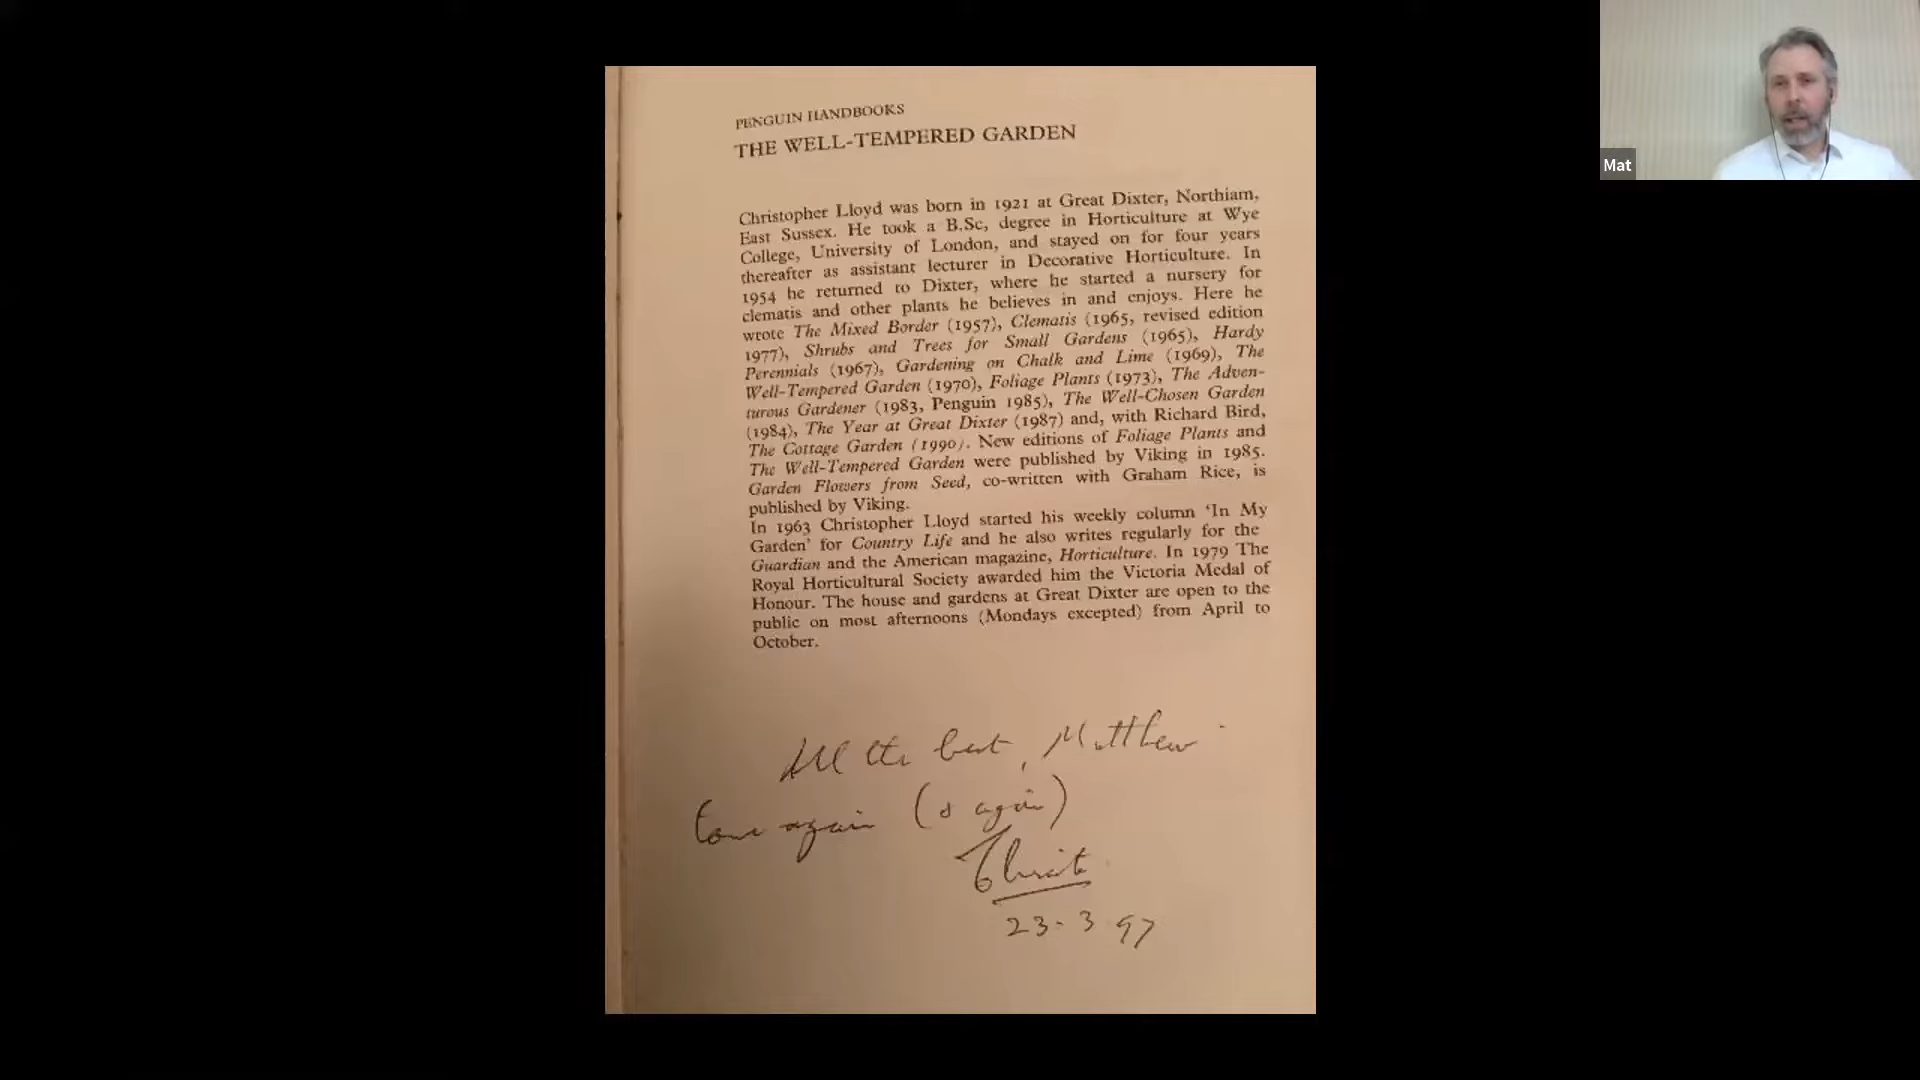 PENGUIN HANDBOOKS
THE WELL-TEMPERED GARDEN
Christopher Lloyd was born in 1921 at Great Dixter, Northiam,
East Sussex. He took a B.Sc, degree in Horticulture at Wye
College, University of London, and stayed on for four years
thereafter as assistant lecturer in Decorative Horticulture. In
1954 he returned to Dixter, where he started a nursery for
clematis and other plants he believes in and enjoys. Here he
wrote The Mixed Border (1957), Clematis (1965, revised edition
1977), Shrubs and Trees for Small Gardens (1965), Hardy
Perennials (1967), Gardening on Chalk and Lime (1969), The
Well-Tempered Garden (1970), Foliage Plants (1973), The Adven-
turous Gardener (1983, Penguin 1985), The Well-Chosen Garden
(1984), The Year at Great Dixter (1987) and, with Richard Bird,
The Cottage Garden (1990). New editions of Foliage Plants and
The Well-Tempered Garden were published by Viking in 1985.
Garden Flowers from Seed, co-written with Graham Rice, is
published by Viking.
In 1963 Christopher Lloyd started his weekly column ‘In My
Garden’ for Country Life and he also writes regularly for the
Guardian and the American magazine, Horticulture. In 1979 The
Royal Horticultural Society awarded him the Victoria Medal of
Honour. The house and gardens at Great Dixter are open to the
public on most afternoons (Mondays excepted) from April to
October.
All the best, Matthew
Come again (& again)
Christo
23-3 97
Mat